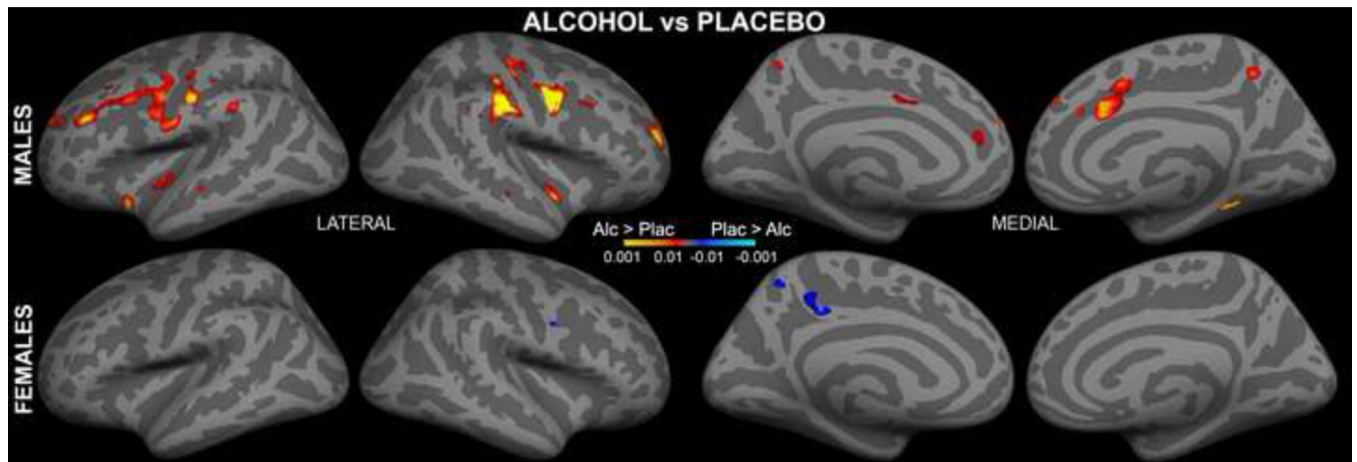 ALCOHOL vs PLACEBO
MALES
LATERAL
MEDIAL
Alc > Plac Plac > Alc
0.001 0.01 -0.01 -0.001
FEMALES